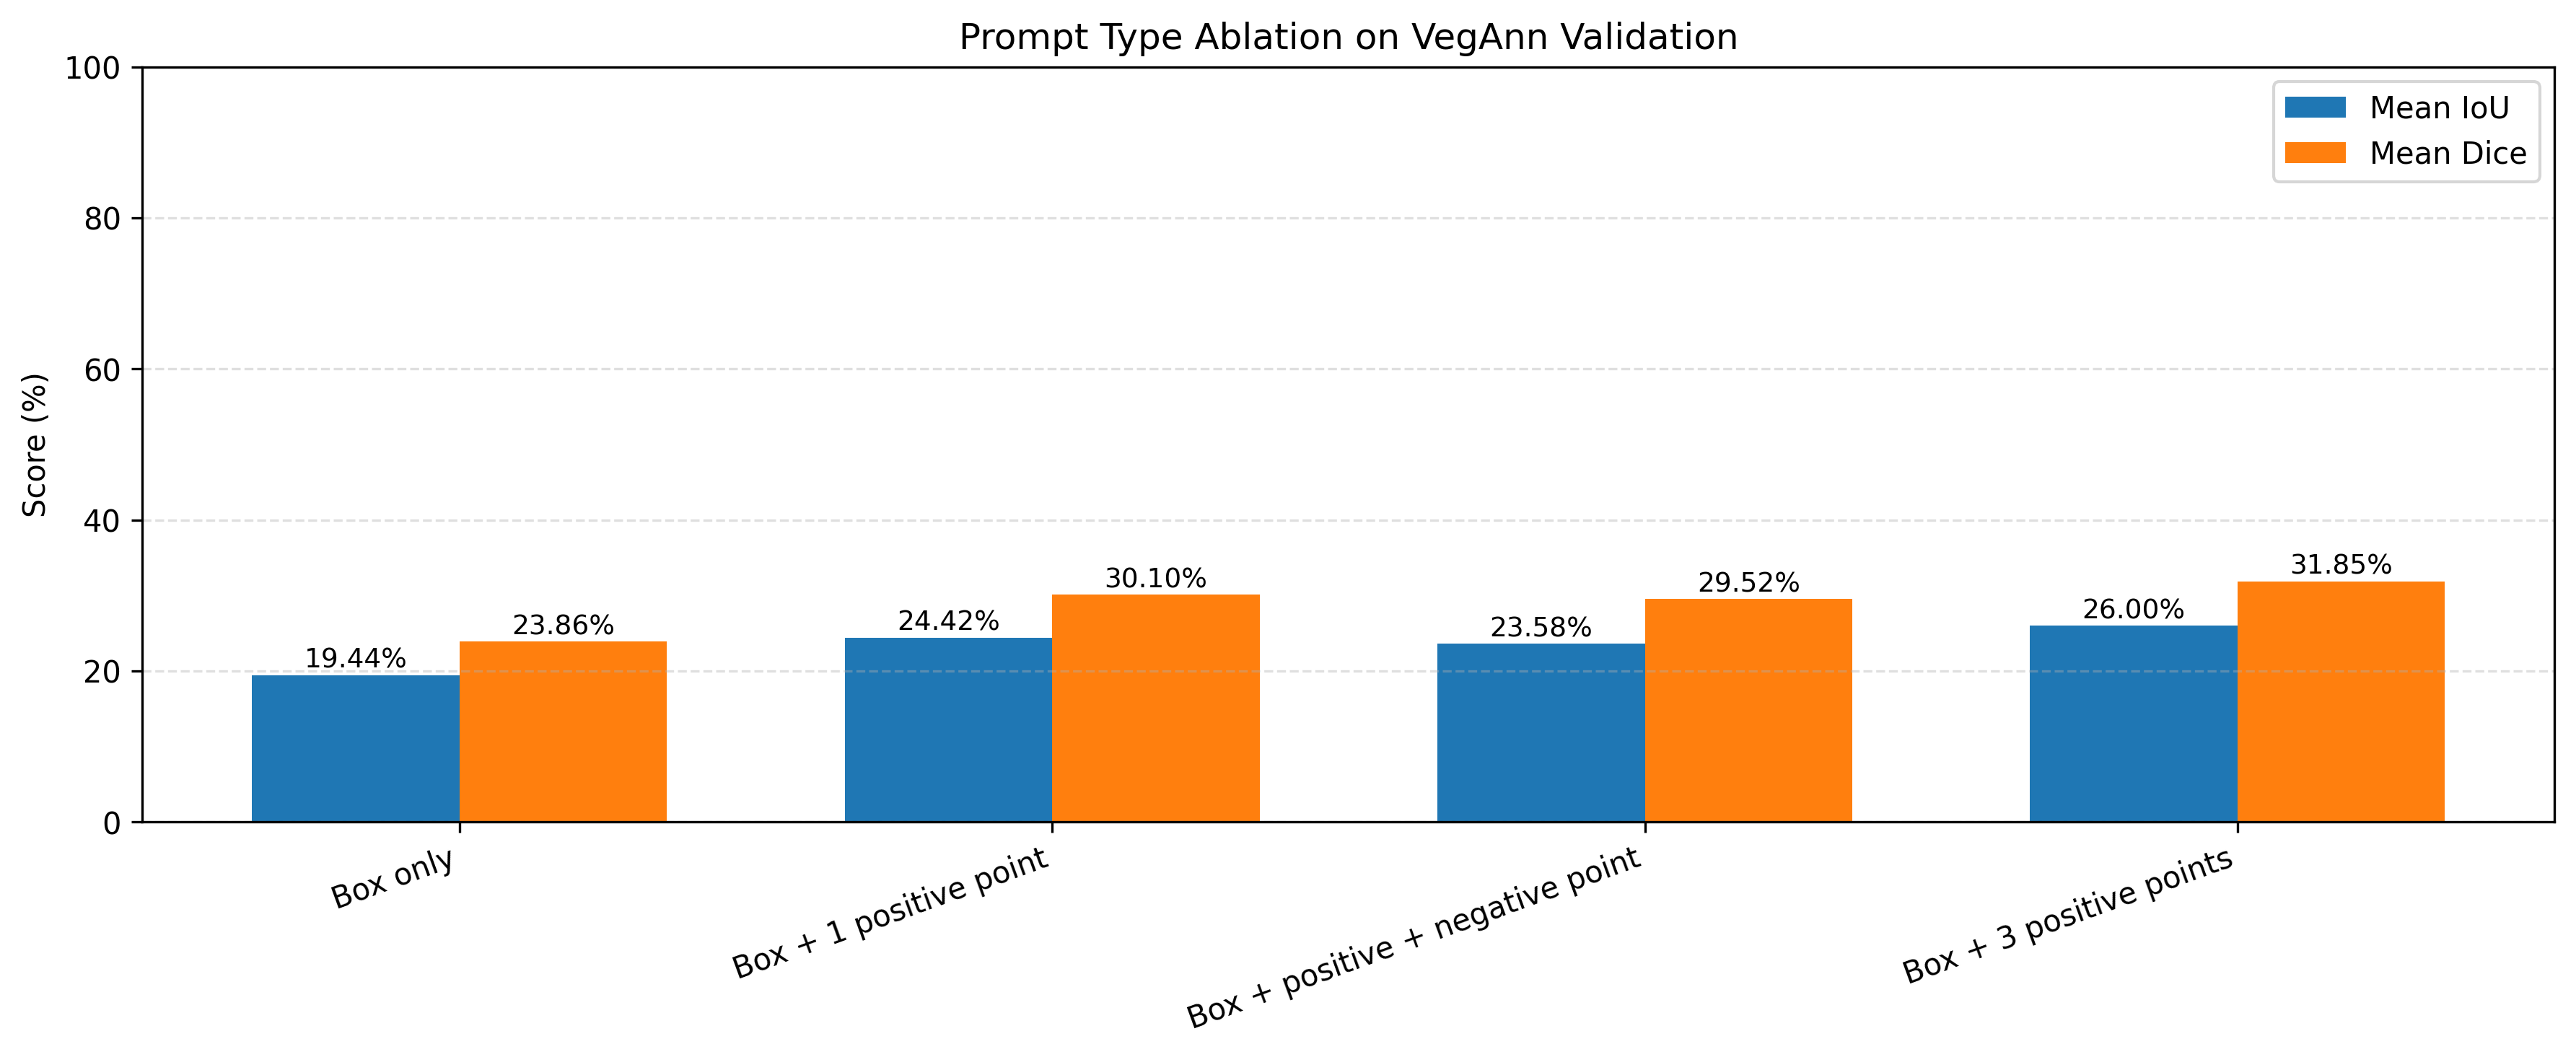 Prompt Type Ablation on VegAnn Validation
Score (%)
100
80
60
40
20
0
Mean IoU
Mean Dice
19.44%
23.86%
24.42%
30.10%
23.58%
29.52%
26.00%
31.85%
Box only
Box + 1 positive point
Box + positive + negative point
Box + 3 positive points